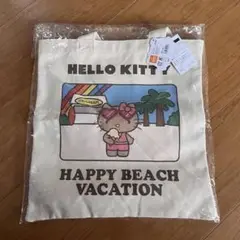 HELLO KITTY
HAPPY BEACH
VACATION